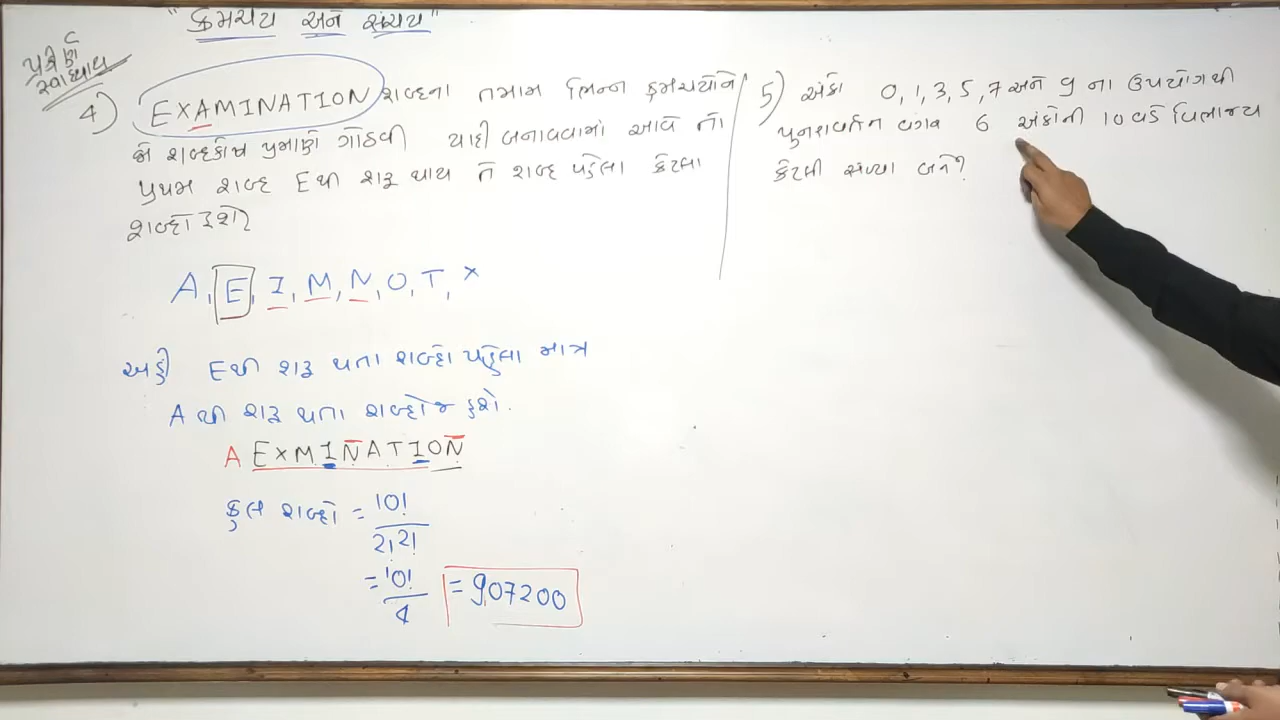 "ક્રમચય અને સંચય"
C
પ્રકીર્ણ
સ્વાધ્યાય
4) EXAMINATION શબ્દના તમામ ભિન્ન ક્રમચયોને
જો શબ્દકોષ પ્રમાણે ગોઠવી યાદી બનાવવામાં આવે તો
પ્રથમ શબ્દ E થી શરૂ થાય તે શબ્દ પહેલા કેટલા
શબ્દો હશે?
A, E, I, M, N, O, T, X
અહીં E થી શરૂ થતા શબ્દો પહેલા માત્ર
A થી શરૂ થતા શબ્દો જ હશે.
A EXMINATION
કુલ શબ્દો = 10! / 2! 2!
= 10! / 4 = 907200
5) અંકો 0, 1, 3, 5, 7 અને 9 ના ઉપયોગથી
પુનરાવર્તન વગર 6 અંકોની 10 વડે વિભાજ્ય
કેટલી સંખ્યા બને?